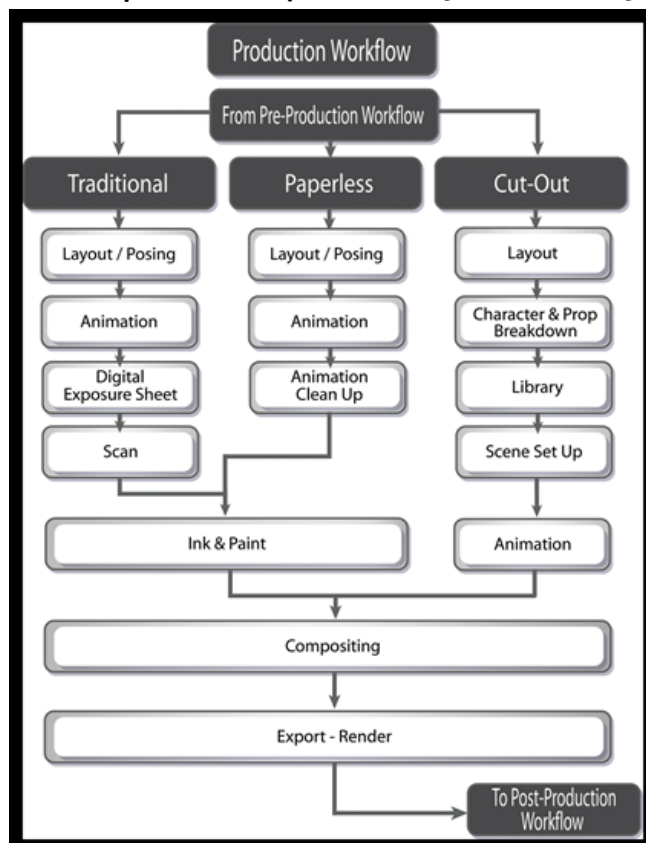 Production Workflow
From Pre-Production Workflow
Traditional
Paperless
Cut-Out
Layout / Posing
Layout / Posing
Layout
Animation
Animation
Character & Prop
Breakdown
Digital
Exposure Sheet
Animation
Clean Up
Library
Scan
Scene Set Up
Ink & Paint
Animation
Compositing
Export - Render
To Post-Production
Workflow